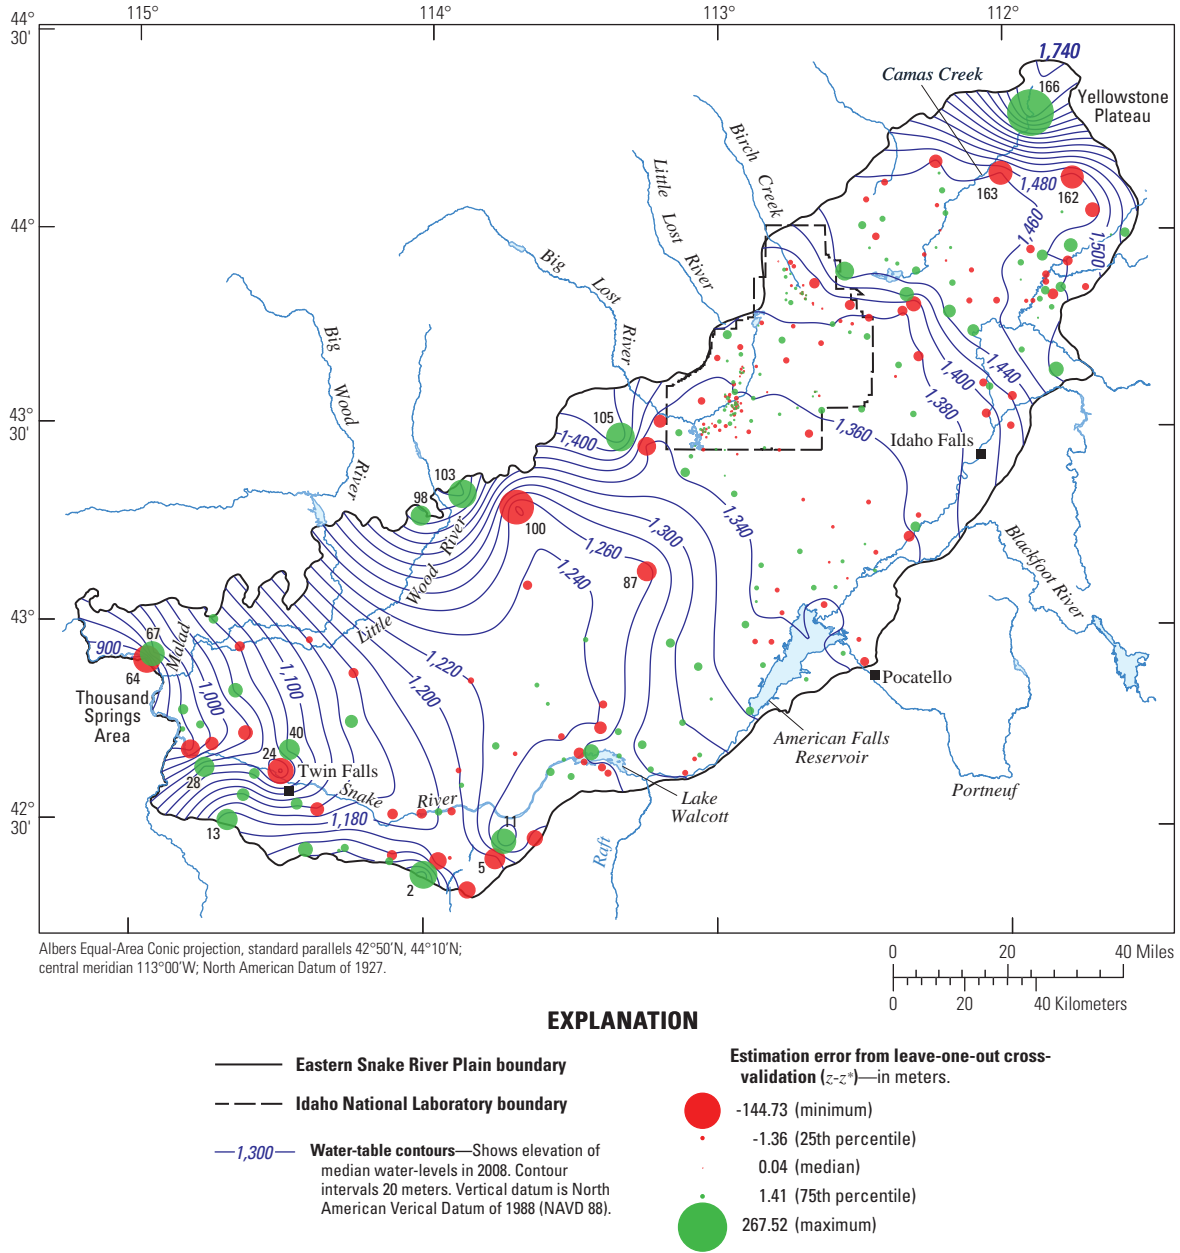 115°
114°
113°
112°
44°
30'
44°
43°
30'
43°
42°
30'
1,740
166
Camas Creek
Yellowstone
Plateau
Birch
Creek
Little
Lost
River
163
1,480
162
1,460
1,500
Big
Lost
River
Big
Wood
River
1,440
1,400
1,380
1,360
105
1,400
Idaho Falls
103
98
100
1,340
1,300
1,260
1,240
87
Little
Wood
River
Blackfoot River
67
Malad
900
64
Thousand
Springs
Area
1,000
1,100
1,220
1,200
Pocatello
American Falls
Reservoir
40
24
Twin Falls
28
Snake
River
Lake
Walcott
Portneuf
1,180
13
11
5
2
Raft
Albers Equal-Area Conic projection, standard parallels 42°50'N, 44°10'N;
central meridian 113°00'W; North American Datum of 1927.
0 20 40 Miles
0 20 40 Kilometers
EXPLANATION
Eastern Snake River Plain boundary
Idaho National Laboratory boundary
1,300
Water-table contours—Shows elevation of
median water-levels in 2008. Contour
intervals 20 meters. Vertical datum is North
American Verical Datum of 1988 (NAVD 88).
Estimation error from leave-one-out cross-
validation (z-z*)—in meters.
-144.73 (minimum)
-1.36 (25th percentile)
0.04 (median)
1.41 (75th percentile)
267.52 (maximum)